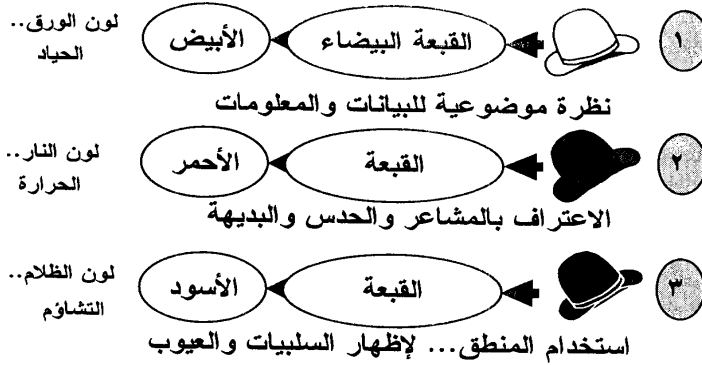 ١ القبعة البيضاء الأبيض لون الورق..
الحياد
نظرة موضوعية للبيانات والمعلومات
٢ القبعة الأحمر لون النار..
الحرارة
الاعتراف بالمشاعر والحدس والبديهة
٣ القبعة الأسود لون الظلام..
التشاؤم
استخدام المنطق... لإظهار السلبيات والعيوب